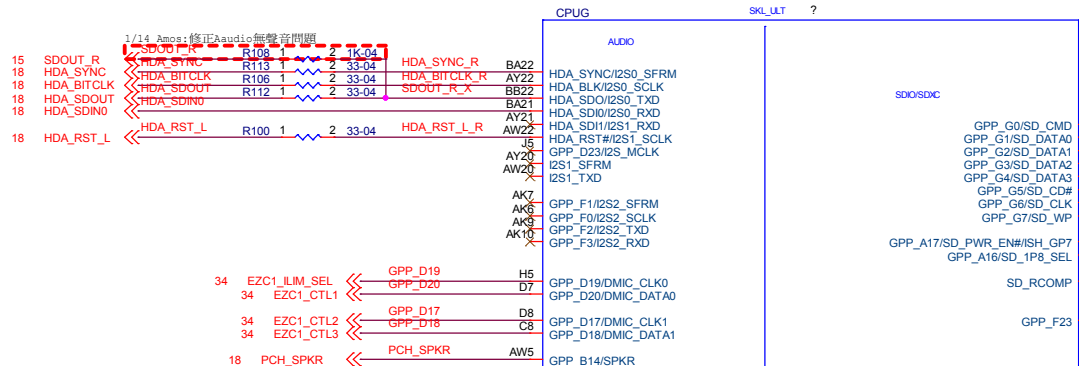 CPUG SKL_ULT ?
1/14 Amos:修正Aaudio無聲音問題
AUDIO
15 SDOUT_R SDOUT_R R108 1 2 1K-04
18 HDA_SYNC HDA_SYNC R113 1 2 33-04 HDA_SYNC_R BA22 HDA_SYNC/I2S0_SFRM
18 HDA_BITCLK HDA_BITCLK R106 1 2 33-04 HDA_BITCLK_R AY22 HDA_BLK/I2S0_SCLK
18 HDA_SDOUT HDA_SDOUT R112 1 2 33-04 SDOUT_R_X BB22 HDA_SDO/I2S0_TXD
SDIO/SDXC
18 HDA_SDIN0 HDA_SDIN0 BA21 HDA_SDI0/I2S0_RXD
AY21 HDA_SDI1/I2S1_RXD GPP_G0/SD_CMD
18 HDA_RST_L HDA_RST_L R100 1 2 33-04 HDA_RST_L_R AW22 HDA_RST#/I2S1_SCLK GPP_G1/SD_DATA0
J5 GPP_D23/I2S_MCLK GPP_G2/SD_DATA1
AY20 I2S1_SFRM GPP_G3/SD_DATA2
AW20 I2S1_TXD GPP_G4/SD_DATA3
GPP_G5/SD_CD#
AK7 GPP_F1/I2S2_SFRM GPP_G6/SD_CLK
AK6 GPP_F0/I2S2_SCLK GPP_G7/SD_WP
AK9 GPP_F2/I2S2_TXD
AK10 GPP_F3/I2S2_RXD GPP_A17/SD_PWR_EN#/ISH_GP7
GPP_A16/SD_1P8_SEL
34 EZC1_ILIM_SEL GPP_D19 H5 GPP_D19/DMIC_CLK0 SD_RCOMP
34 EZC1_CTL1 GPP_D20 D7 GPP_D20/DMIC_DATA0
34 EZC1_CTL2 GPP_D17 D8 GPP_D17/DMIC_CLK1 GPP_F23
34 EZC1_CTL3 GPP_D18 C8 GPP_D18/DMIC_DATA1
18 PCH_SPKR PCH_SPKR AW5 GPP_B14/SPKR